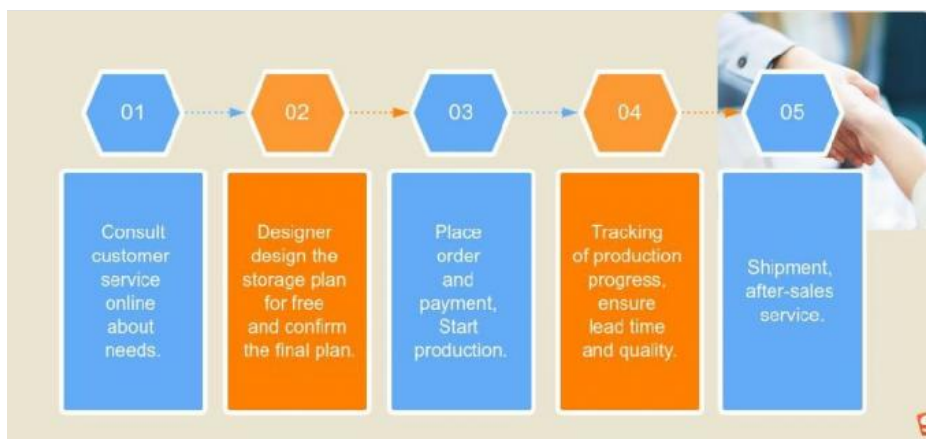 01
02
03
04
05
Consult
customer
service
online
about
needs.
Designer
design the
storage plan
for free
and confirm
the final plan.
Place
order
and
payment,
Start
production.
Tracking
of production
progress,
ensure
lead time
and quality.
Shipment,
after-sales
service.